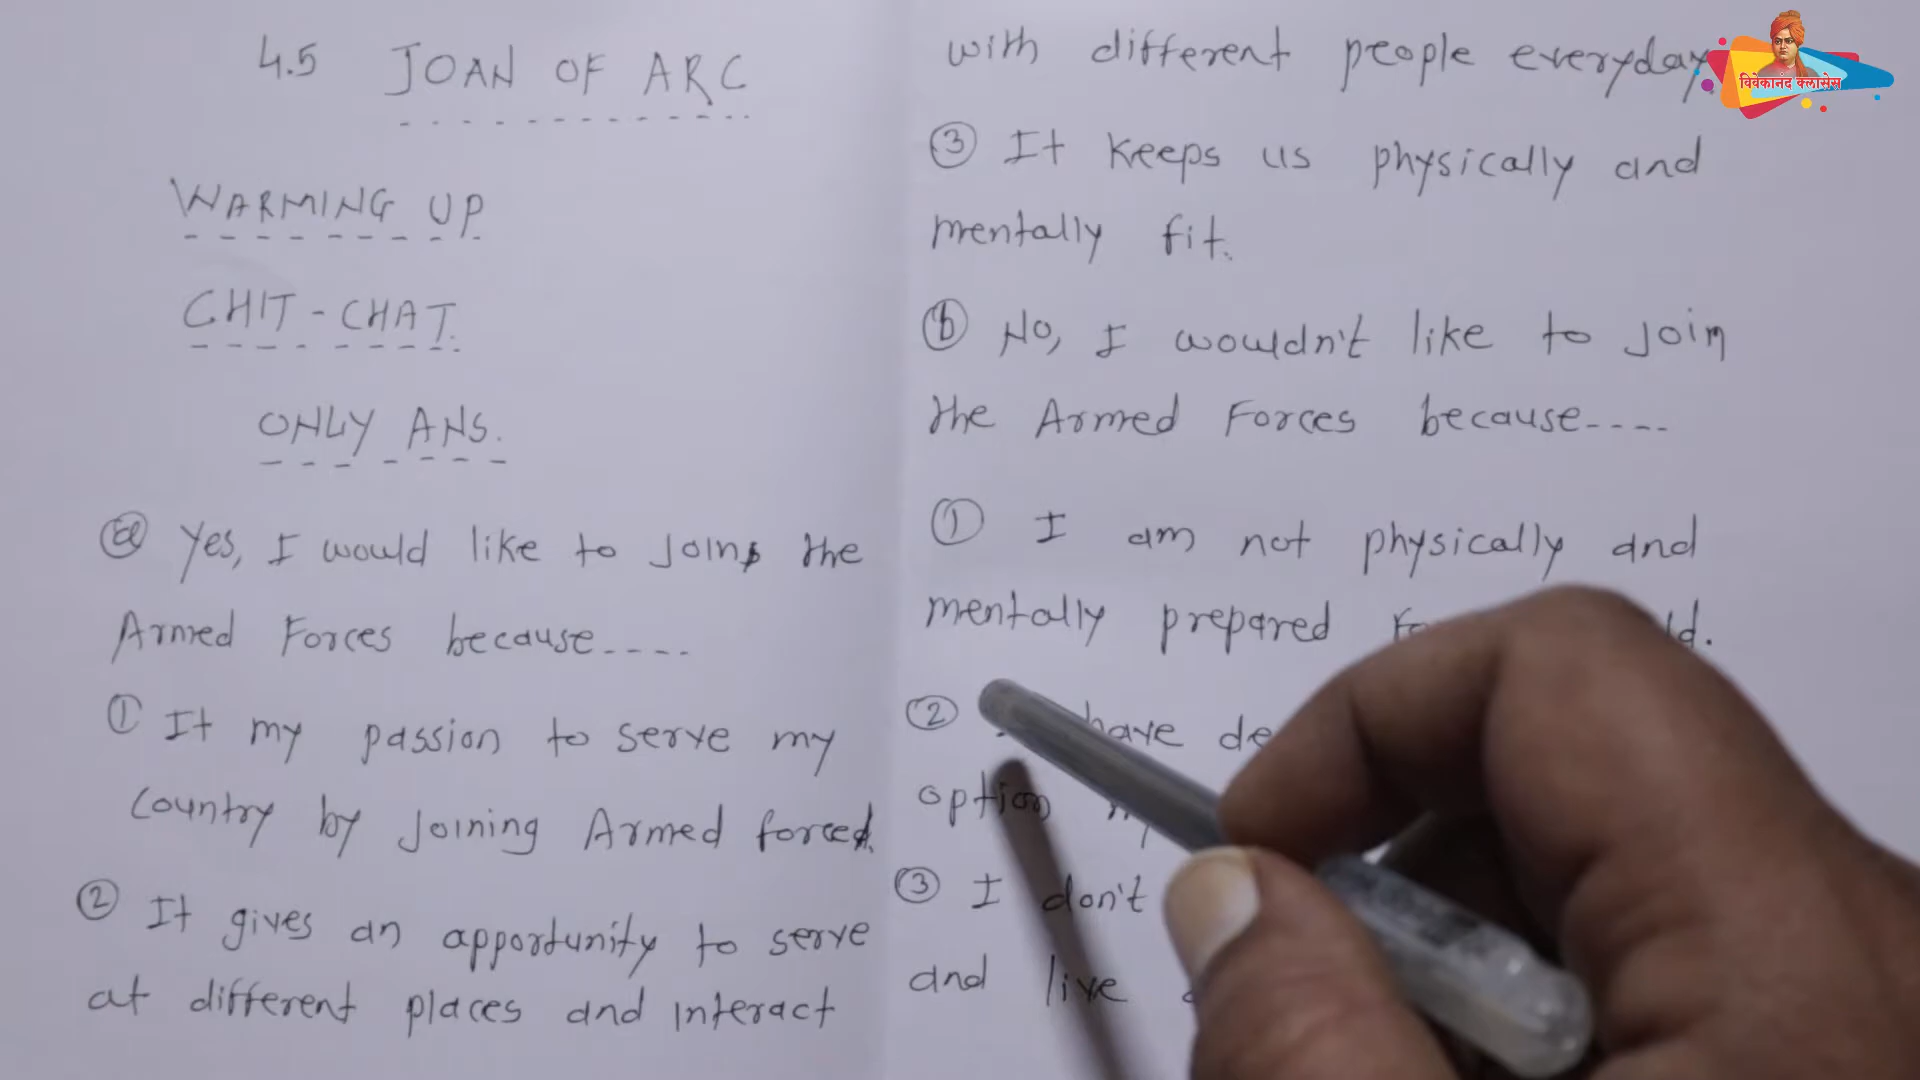 4.5 JOAN OF ARC
WARMING UP
CHIT-CHAT.
ONLY ANS.
Yes, I would like to Join the
Armed Forces because----
① It my passion to serve my
country by Joining Armed forced.
② It gives an apportunity to serve
at different places and interact
with different people everyday.
③ It keeps us physically and
mentally fit.
ⓑ No, I wouldn't like to Join
the Armed Forces because----
① I am not physically and
mentally prepared
② have
option
③ I don't
and live
विवेकानंद क्लासेस